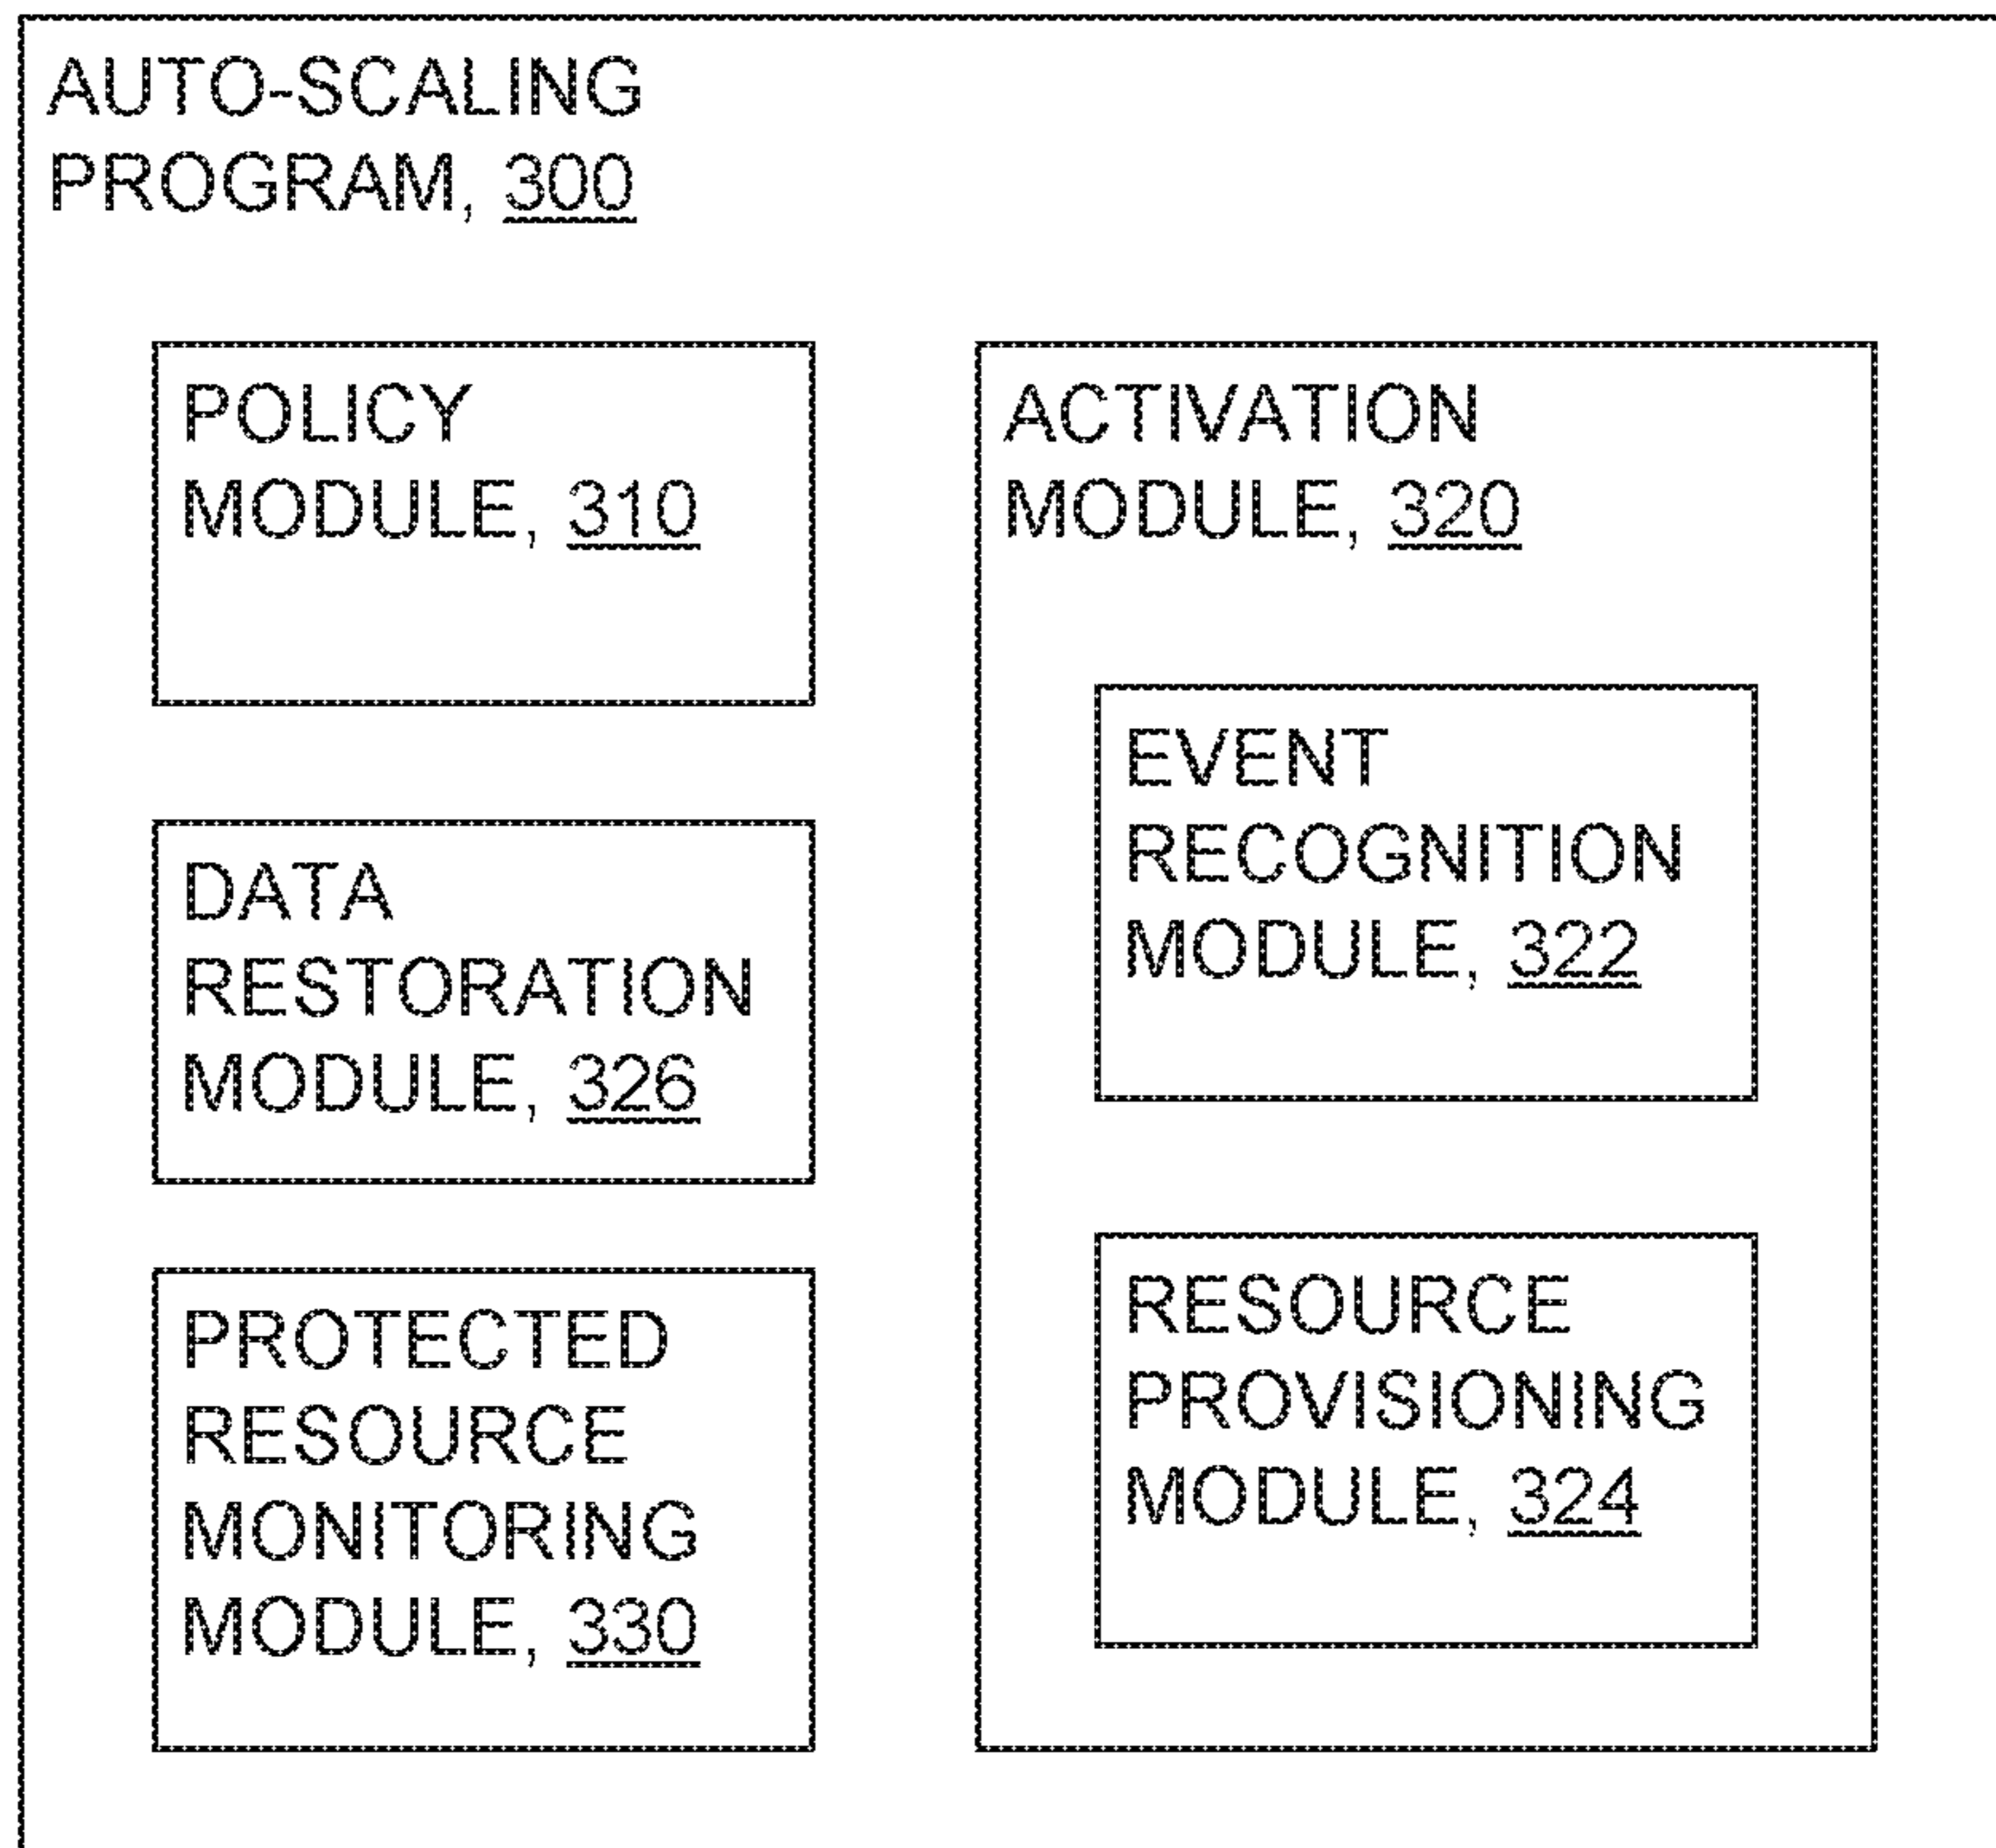 AUTO-SCALING
PROGRAM, 300
POLICY
MODULE, 310
DATA
RESTORATION
MODULE, 326
PROTECTED
RESOURCE
MONITORING
MODULE, 330
ACTIVATION
MODULE, 320
EVENT
RECOGNITION
MODULE, 322
RESOURCE
PROVISIONING
MODULE, 324